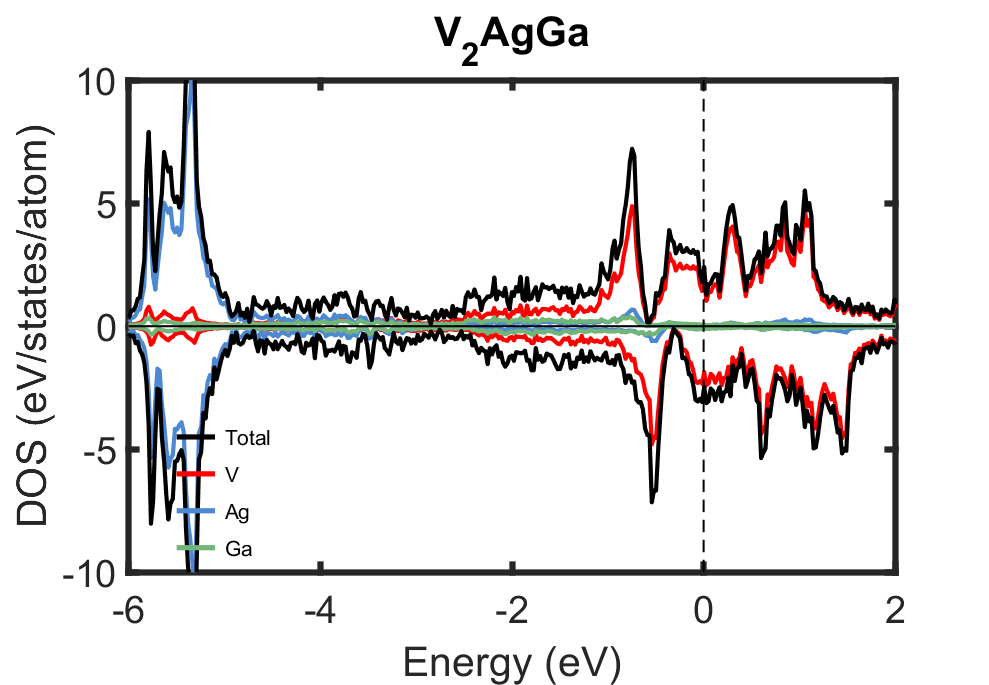 V2AgGa
10
5
0
-5
-10
DOS (eV/states/atom)
Total
V
Ag
Ga
-6 -4 -2 0 2
Energy (eV)